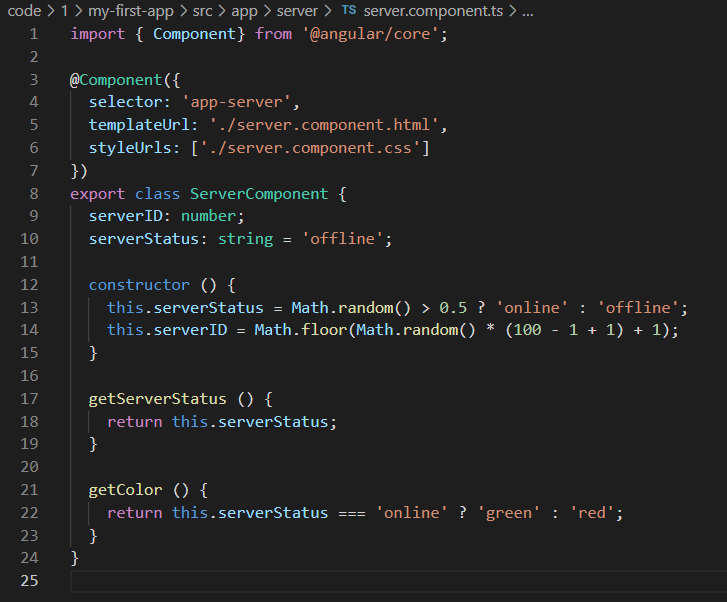 code > 1 > my-first-app > src > app > server > TS server.component.ts > ...
1 import { Component} from '@angular/core';
2
3 @Component({
4   selector: 'app-server',
5   templateUrl: './server.component.html',
6   styleUrls: ['./server.component.css']
7 })
8 export class ServerComponent {
9   serverID: number;
10   serverStatus: string = 'offline';
11
12   constructor () {
13     this.serverStatus = Math.random() > 0.5 ? 'online' : 'offline';
14     this.serverID = Math.floor(Math.random() * (100 - 1 + 1) + 1);
15   }
16
17   getServerStatus () {
18     return this.serverStatus;
19   }
20
21   getColor () {
22     return this.serverStatus === 'online' ? 'green' : 'red';
23   }
24 }
25